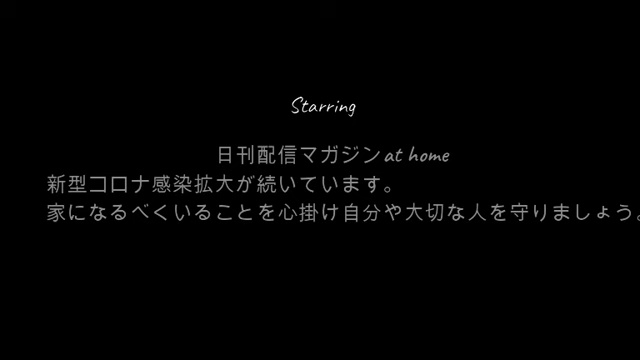 Starring
日刊配信マガジンat home
新型コロナ感染拡大が続いています。
家になるべくいることを心掛け自分や大切な人を守りましょう。